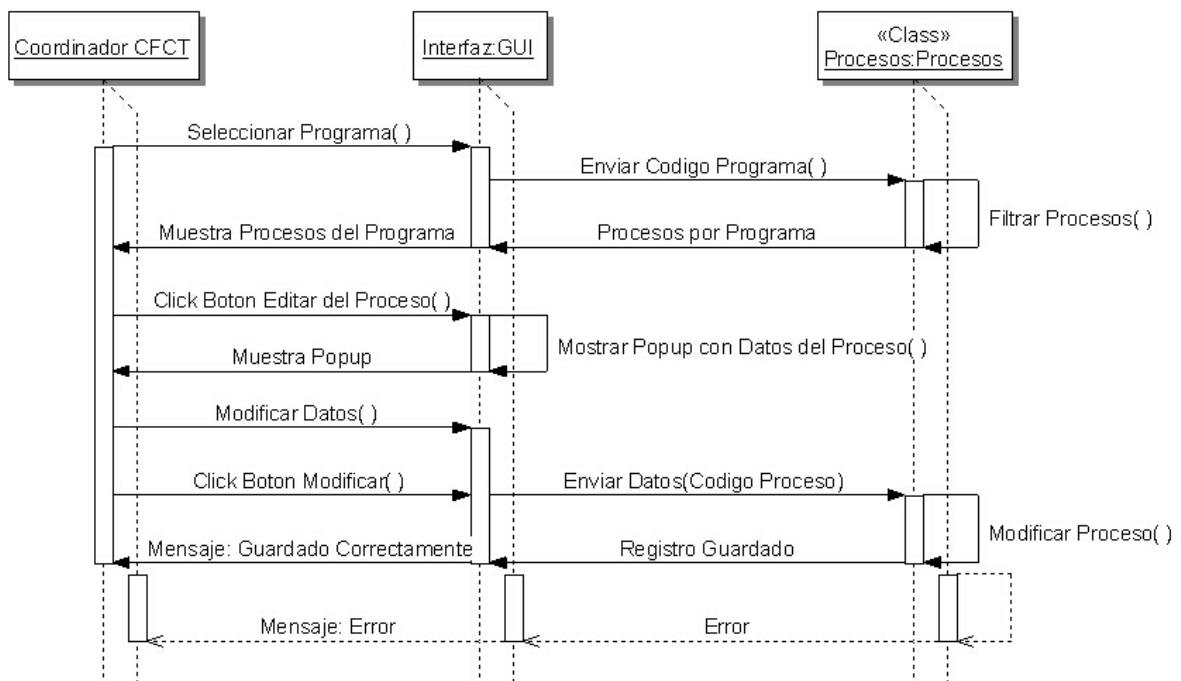 Coordinador CFCT
Interfaz:GUI
«Class»
Procesos:Procesos
Seleccionar Programa( )
Enviar Codigo Programa( )
Filtrar Procesos( )
Muestra Procesos del Programa
Procesos por Programa
Click Boton Editar del Proceso( )
Mostrar Popup con Datos del Proceso( )
Muestra Popup
Modificar Datos( )
Click Boton Modificar( )
Enviar Datos(Codigo Proceso)
Modificar Proceso( )
Mensaje: Guardado Correctamente
Registro Guardado
Mensaje: Error
Error